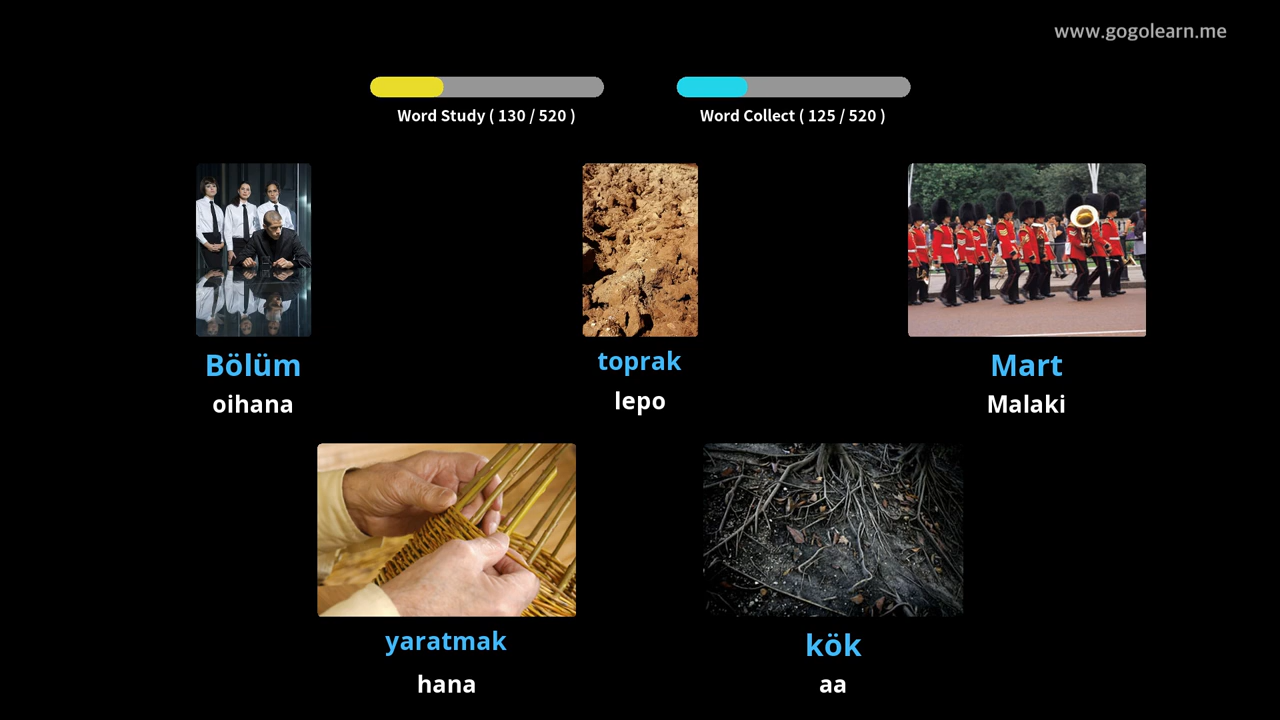 www.gogolearn.me
Word Study ( 130 / 520 )
Word Collect ( 125 / 520 )
Bölüm
oihana
toprak
lepo
Mart
Malaki
yaratmak
hana
kök
aa